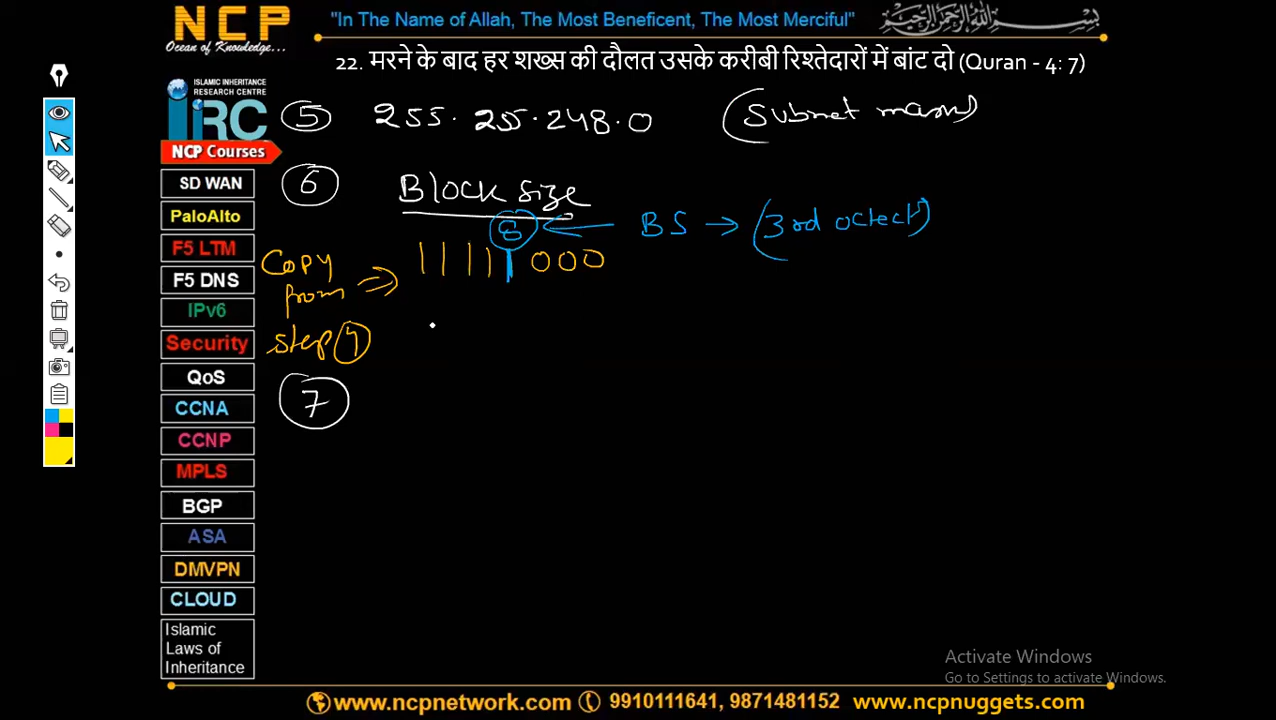 NCP
Ocean of Knowledge...
"In The Name of Allah, The Most Beneficent, The Most Merciful"
22. मरने के बाद हर शख्स की दौलत उसके करीबी रिश्तेदारों में बांट दो (Quran - 4: 7)
ISLAMIC INHERITANCE
RESEARCH CENTRE
iRC
NCP Courses
SD WAN
PaloAlto
F5 LTM
F5 DNS
IPv6
Security
QoS
CCNA
CCNP
MPLS
BGP
ASA
DMVPN
CLOUD
Islamic
Laws of
Inheritance
5 255. 255. 248. 0 (Subnet mask)
6 Block size
8 ← BS → (3rd octect)
Copy from ⇒ 11111 000
step 4
7
Activate Windows
Go to Settings to activate Windows.
www.ncpnetwork.com 9910111641, 9871481152 www.ncpnuggets.com